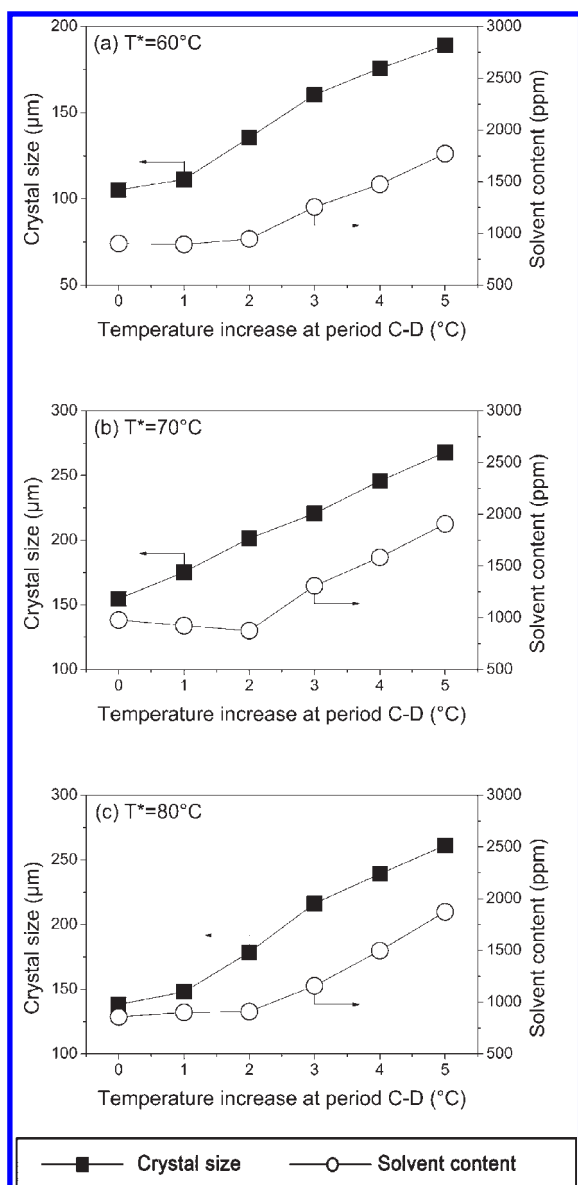 (a) T*=60°C
200
150
100
50
Crystal size (µm)
3000
2500
2000
1500
1000
500
Solvent content (ppm)
0 1 2 3 4 5
Temperature increase at period C-D (°C)
(b) T*=70°C
300
250
200
150
100
Crystal size (µm)
3000
2500
2000
1500
1000
500
Solvent content (ppm)
0 1 2 3 4 5
Temperature increase at period C-D (°C)
(c) T*=80°C
300
250
200
150
100
Crystal size (µm)
3000
2500
2000
1500
1000
500
Solvent content (ppm)
0 1 2 3 4 5
Temperature increase at period C-D (°C)
Crystal size Solvent content